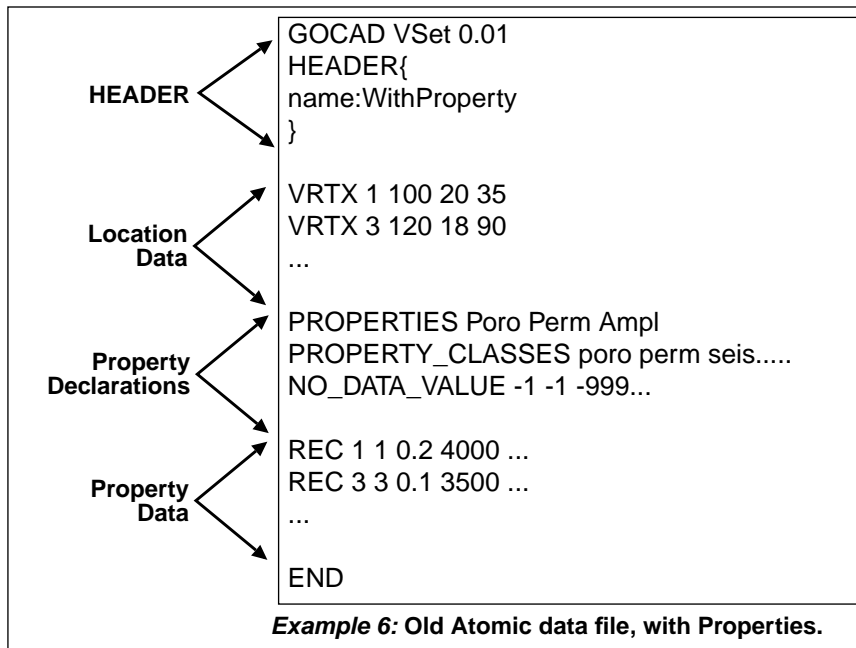 GOCAD VSet 0.01
HEADER{
name:WithProperty
}
HEADER
VRTX 1 100 20 35
VRTX 3 120 18 90
...
Location
Data
PROPERTIES Poro Perm Ampl
PROPERTY_CLASSES poro perm seis.....
NO_DATA_VALUE -1 -1 -999...
Property
Declarations
REC 1 1 0.2 4000 ...
REC 3 3 0.1 3500 ...
...
Property
Data
END
Example 6: Old Atomic data file, with Properties.